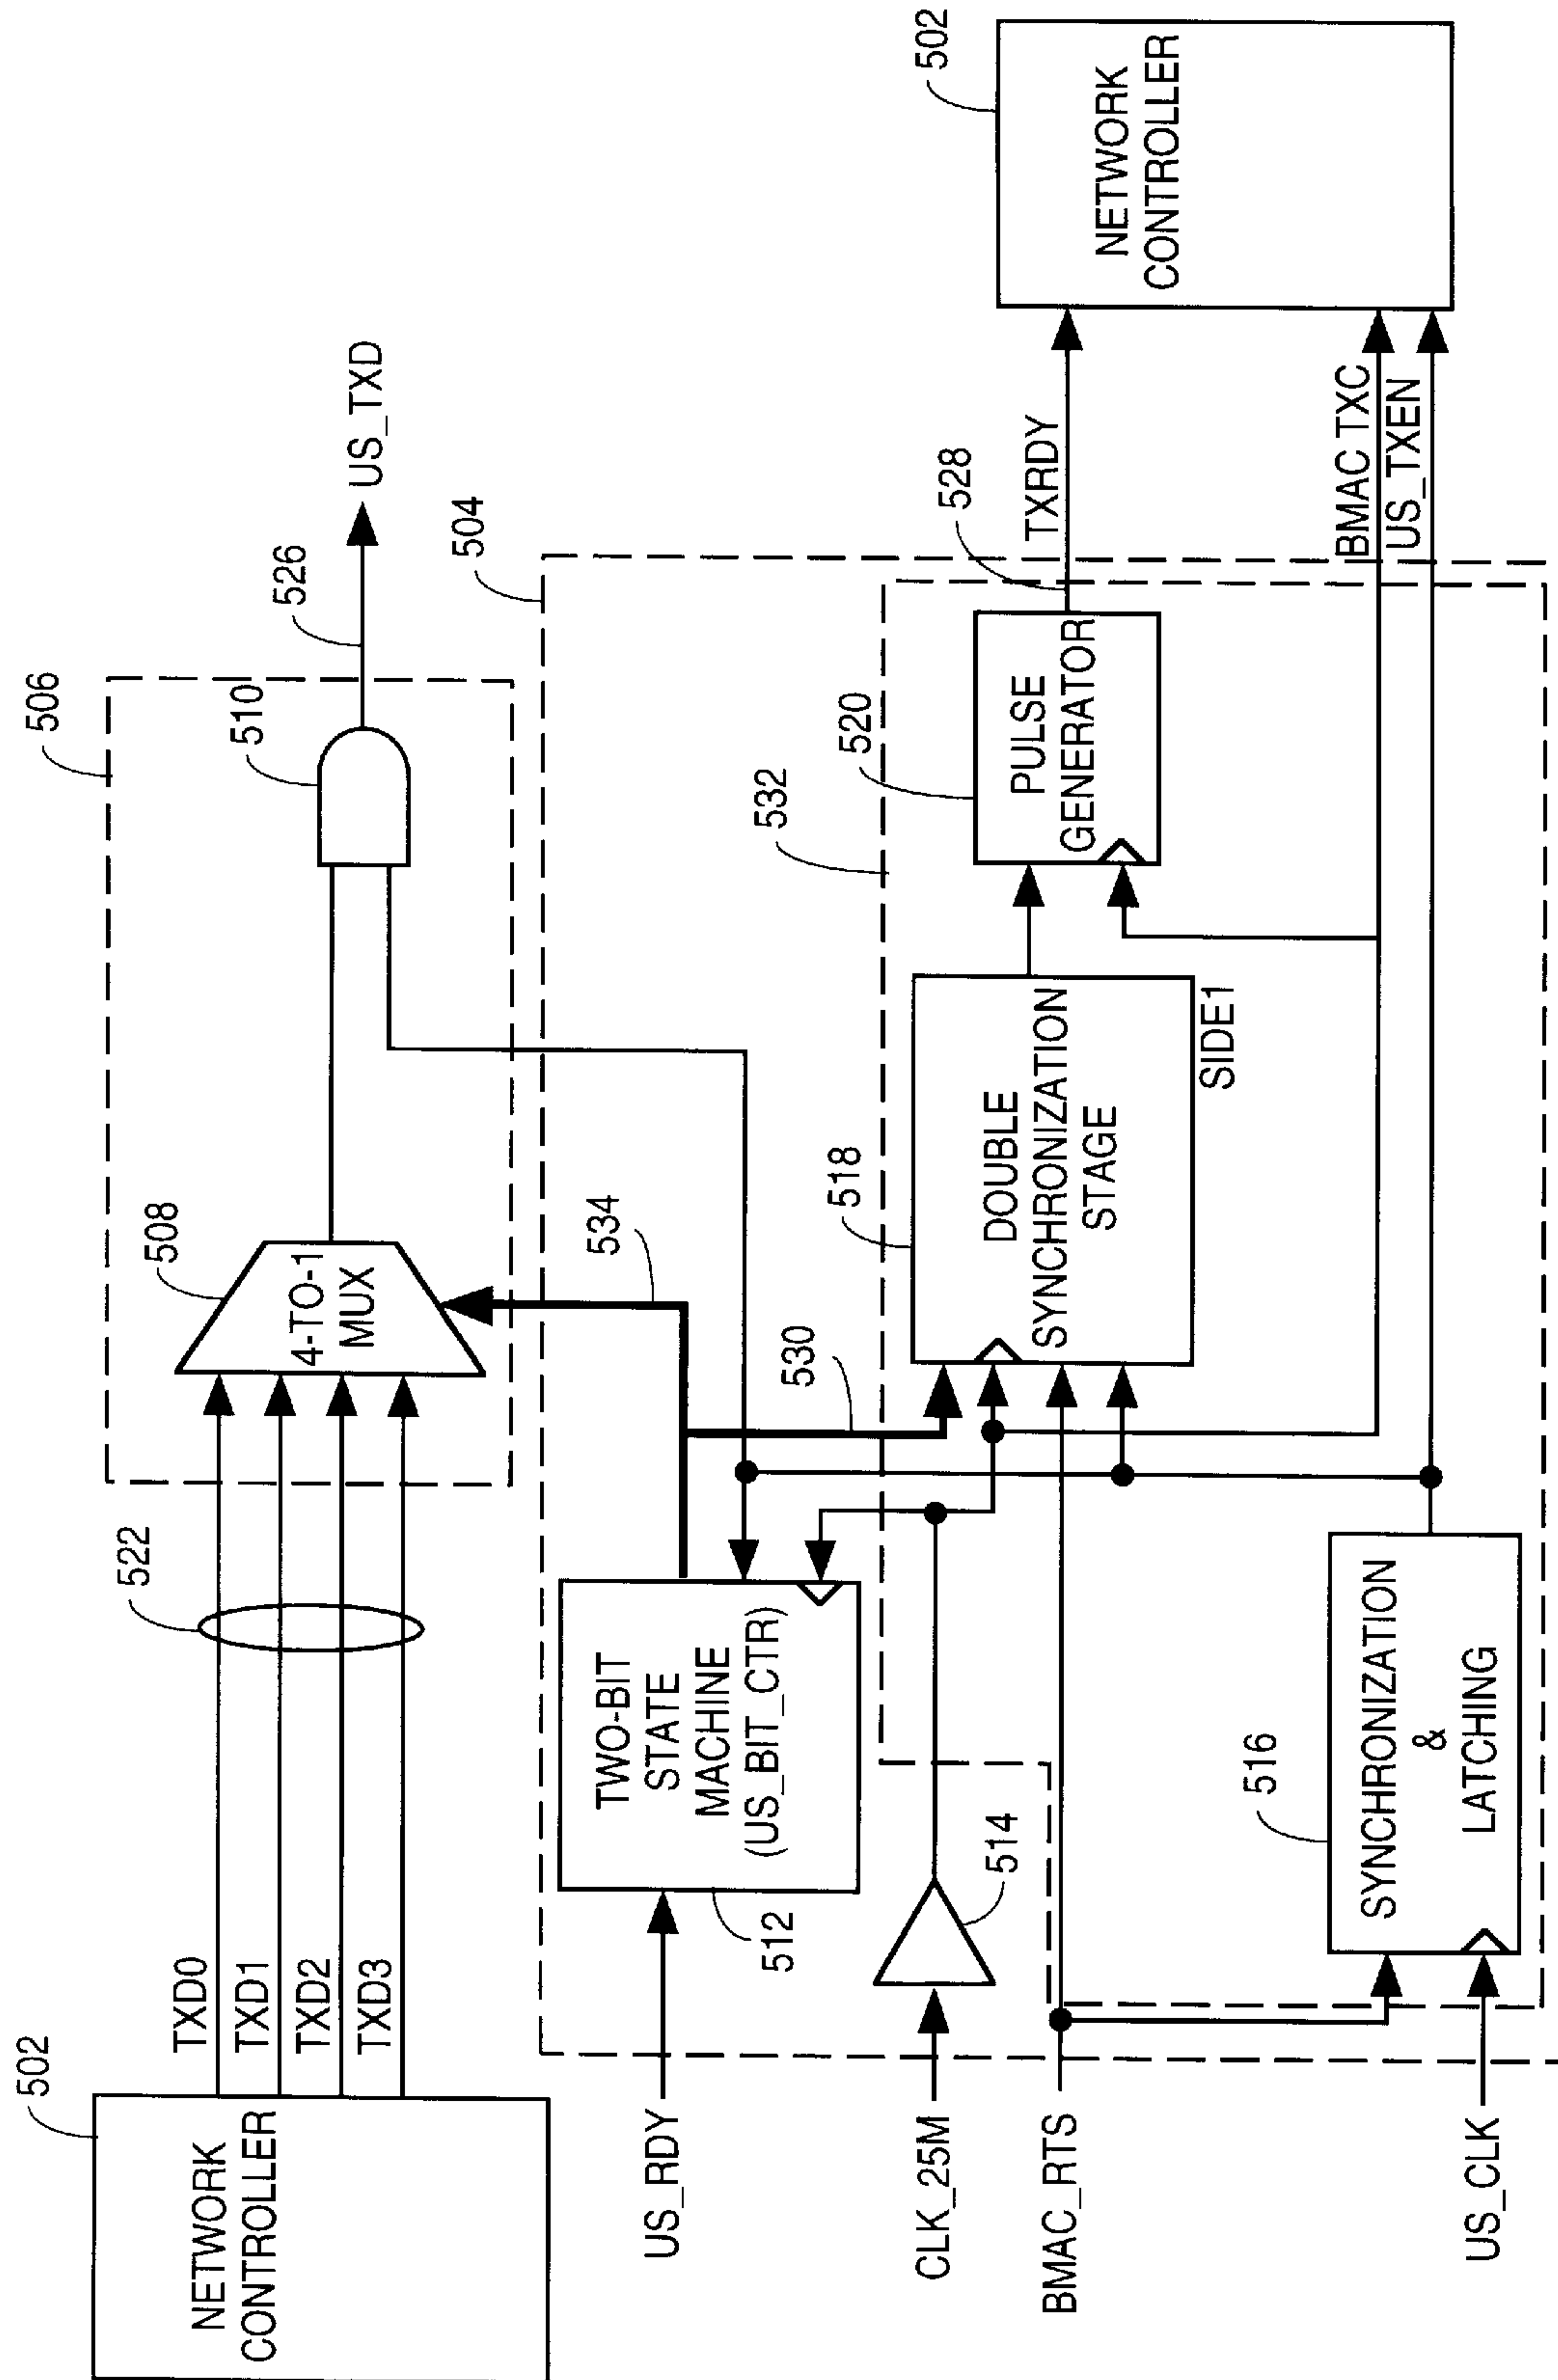 502
NETWORK
CONTROLLER
TXD0
TXD1
TXD2
TXD3
522
506
508
4-TO-1
MUX
510
526
US_TXD
504
534
530
US_RDY
TWO-BIT
STATE
MACHINE
(US_BIT_CTR)
512
CLK_25M
514
BMAC_RTS
US_CLK
516
SYNCHRONIZATION
&
LATCHING
532
518
DOUBLE
SYNCHRONIZATION
STAGE
SIDE1
520
PULSE
GENERATOR
528
TXRDY
BMAC TXC
US_TXEN
502
NETWORK
CONTROLLER